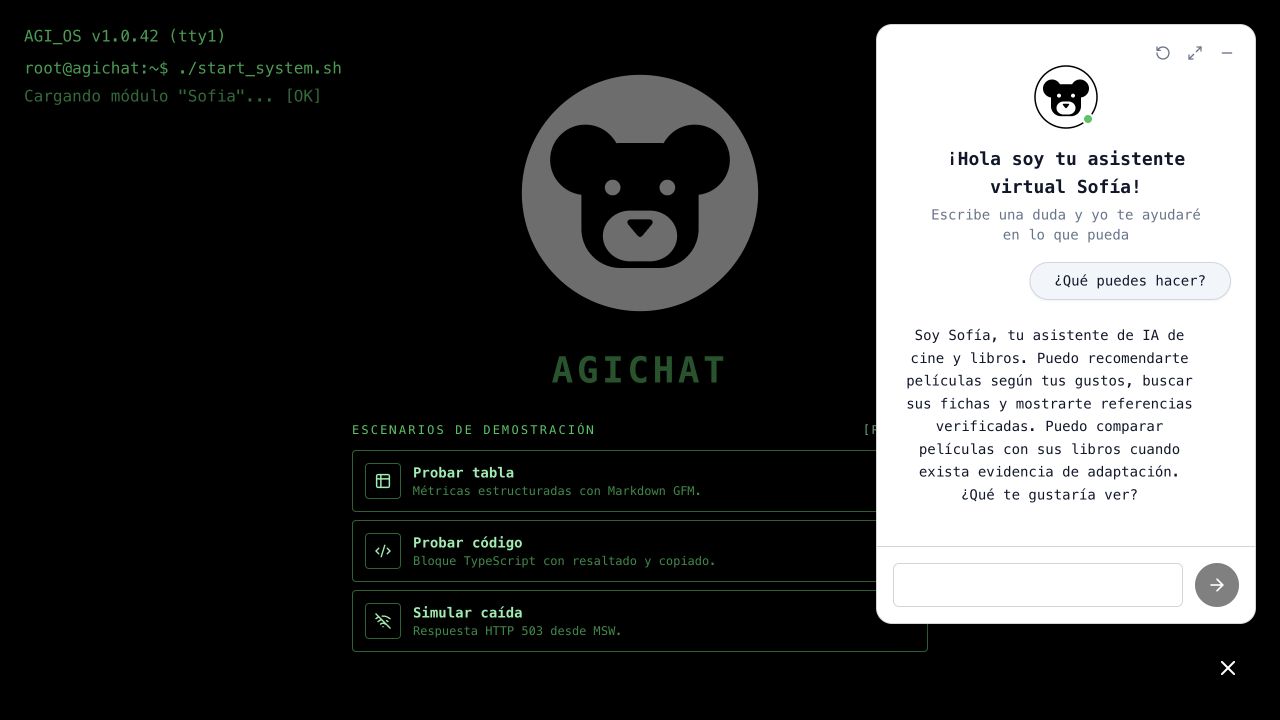 AGI_OS v1.0.42 (tty1)
root@agichat:~$ ./start_system.sh
Cargando módulo "Sofia"... [OK]
AGICHAT
ESCENARIOS DE DEMOSTRACIÓN
Probar tabla
Métricas estructuradas con Markdown GFM.
Probar código
Bloque TypeScript con resaltado y copiado.
Simular caída
Respuesta HTTP 503 desde MSW.
¡Hola soy tu asistente
virtual Sofía!
Escribe una duda y yo te ayudaré
en lo que pueda
¿Qué puedes hacer?
Soy Sofía, tu asistente de IA de
cine y libros. Puedo recomendarte
películas según tus gustos, buscar
sus fichas y mostrarte referencias
verificadas. Puedo comparar
películas con sus libros cuando
exista evidencia de adaptación.
¿Qué te gustaría ver?